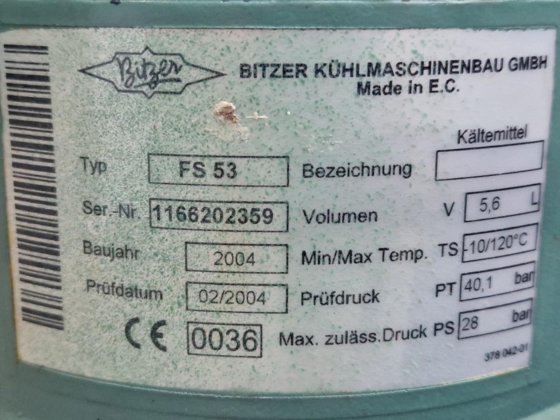 Bitzer
BITZER KÜHLMASCHINENBAU GMBH
Made in E.C.
Kältemittel
Typ FS 53 Bezeichnung
Ser.-Nr. 1166202359 Volumen V 5,6 L
Baujahr 2004 Min/Max Temp. TS -10/120°C
Prüfdatum 02/2004 Prüfdruck PT 40,1 bar
CE 0036 Max. zuläss.Druck PS 28 bar
378 042-01